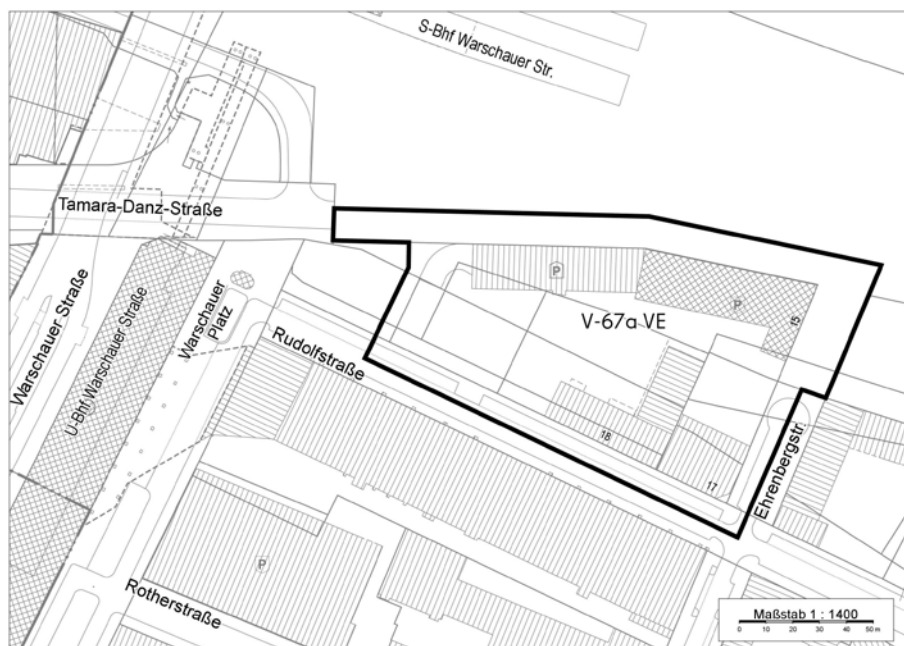 S-Bhf Warschauer Str.
Tamara-Danz-Straße
Warschauer Straße
U-Bhf Warschauer Straße
Warschauer
Platz
Rudolfstraße
P
P
15
V-67a VE
18
17
Ehrenbergstr.
P
Rotherstraße
Maßstab 1 : 1400
0 10 20 30 40 50 m